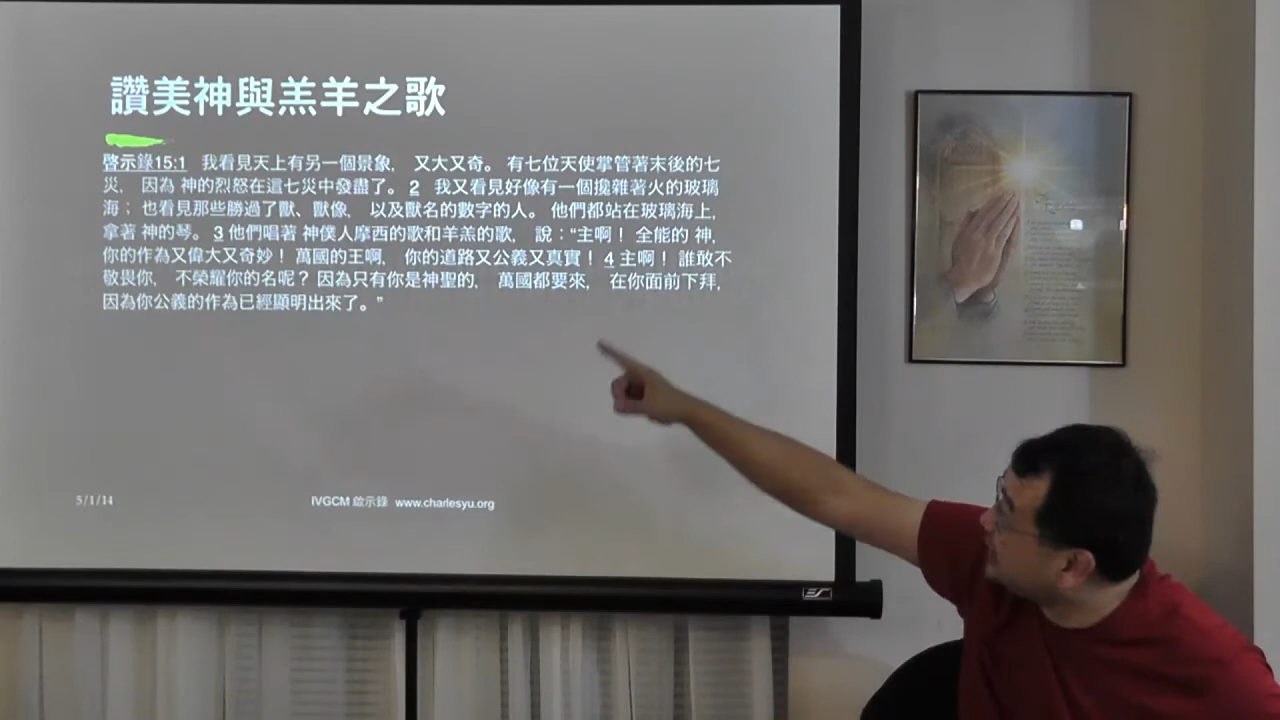 讚美神與羔羊之歌
啓示錄15:1 我看見天上有另一個景象， 又大又奇。 有七位天使掌管著末後的七
災， 因為 神的烈怒在這七災中發盡了。 2 我又看見好像有一個攙雜著火的玻璃
海； 也看見那些勝過了獸、獸像， 以及獸名的數字的人。 他們都站在玻璃海上，
拿著 神的琴。 3 他們唱著 神僕人摩西的歌和羊羔的歌， 說：“主啊！ 全能的 神，
你的作為又偉大又奇妙！ 萬國的王啊， 你的道路又公義又真實！ 4 主啊！ 誰敢不
敬畏你， 不榮耀你的名呢？ 因為只有你是神聖的， 萬國都要來， 在你面前下拜，
因為你公義的作為已經顯明出來了。”
5/1/14
IVGCM 啟示錄 www.charlesyu.org